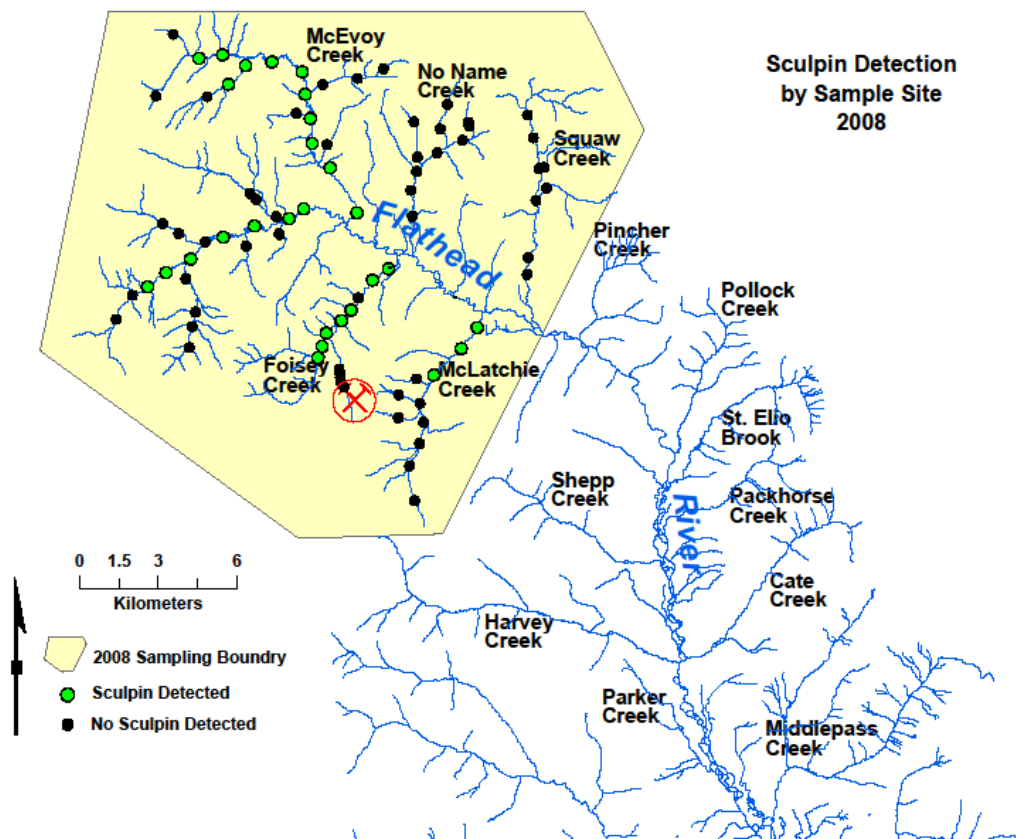 Sculpin Detection
by Sample Site
2008
McEvoy
Creek
No Name
Creek
Squaw
Creek
Flathead
Pincher
Creek
Pollock
Creek
Foisey
Creek
McLatchie
Creek
St. Elio
Brook
Shepp
Creek
River
Packhorse
Creek
Cate
Creek
Harvey
Creek
Parker
Creek
Middlepass
Creek
0 1.5 3 6
Kilometers
2008 Sampling Boundry
Sculpin Detected
No Sculpin Detected